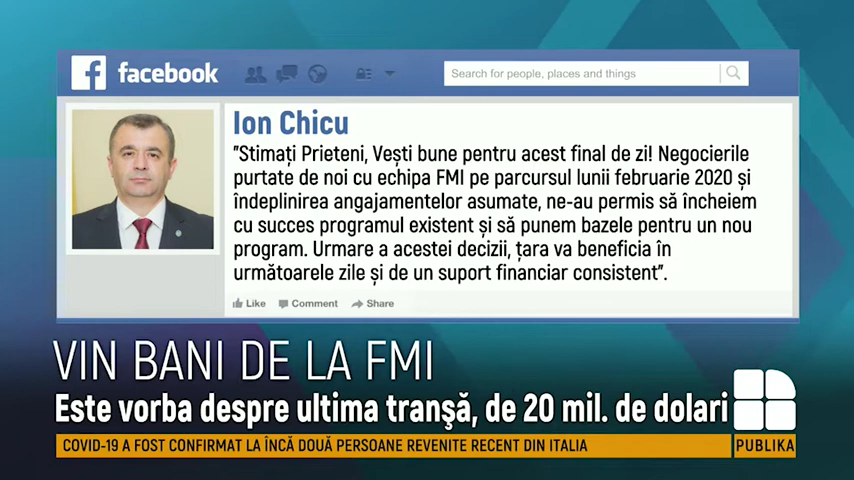 facebook
Search for people, places and things
Ion Chicu
"Stimați Prieteni, Vești bune pentru acest final de zi! Negocierile
purtate de noi cu echipa FMI pe parcursul lunii februarie 2020 și
îndeplinirea angajamentelor asumate, ne-au permis să încheiem
cu succes programul existent și să punem bazele pentru un nou
program. Urmare a acestei decizii, țara va beneficia în
următoarele zile și de un suport financiar consistent".
Like Comment Share
VIN BANI DE LA FMI
Este vorba despre ultima tranşă, de 20 mil. de dolari
COVID-19 A FOST CONFIRMAT LA ÎNCĂ DOUĂ PERSOANE REVENITE RECENT DIN ITALIA
PUBLIKA